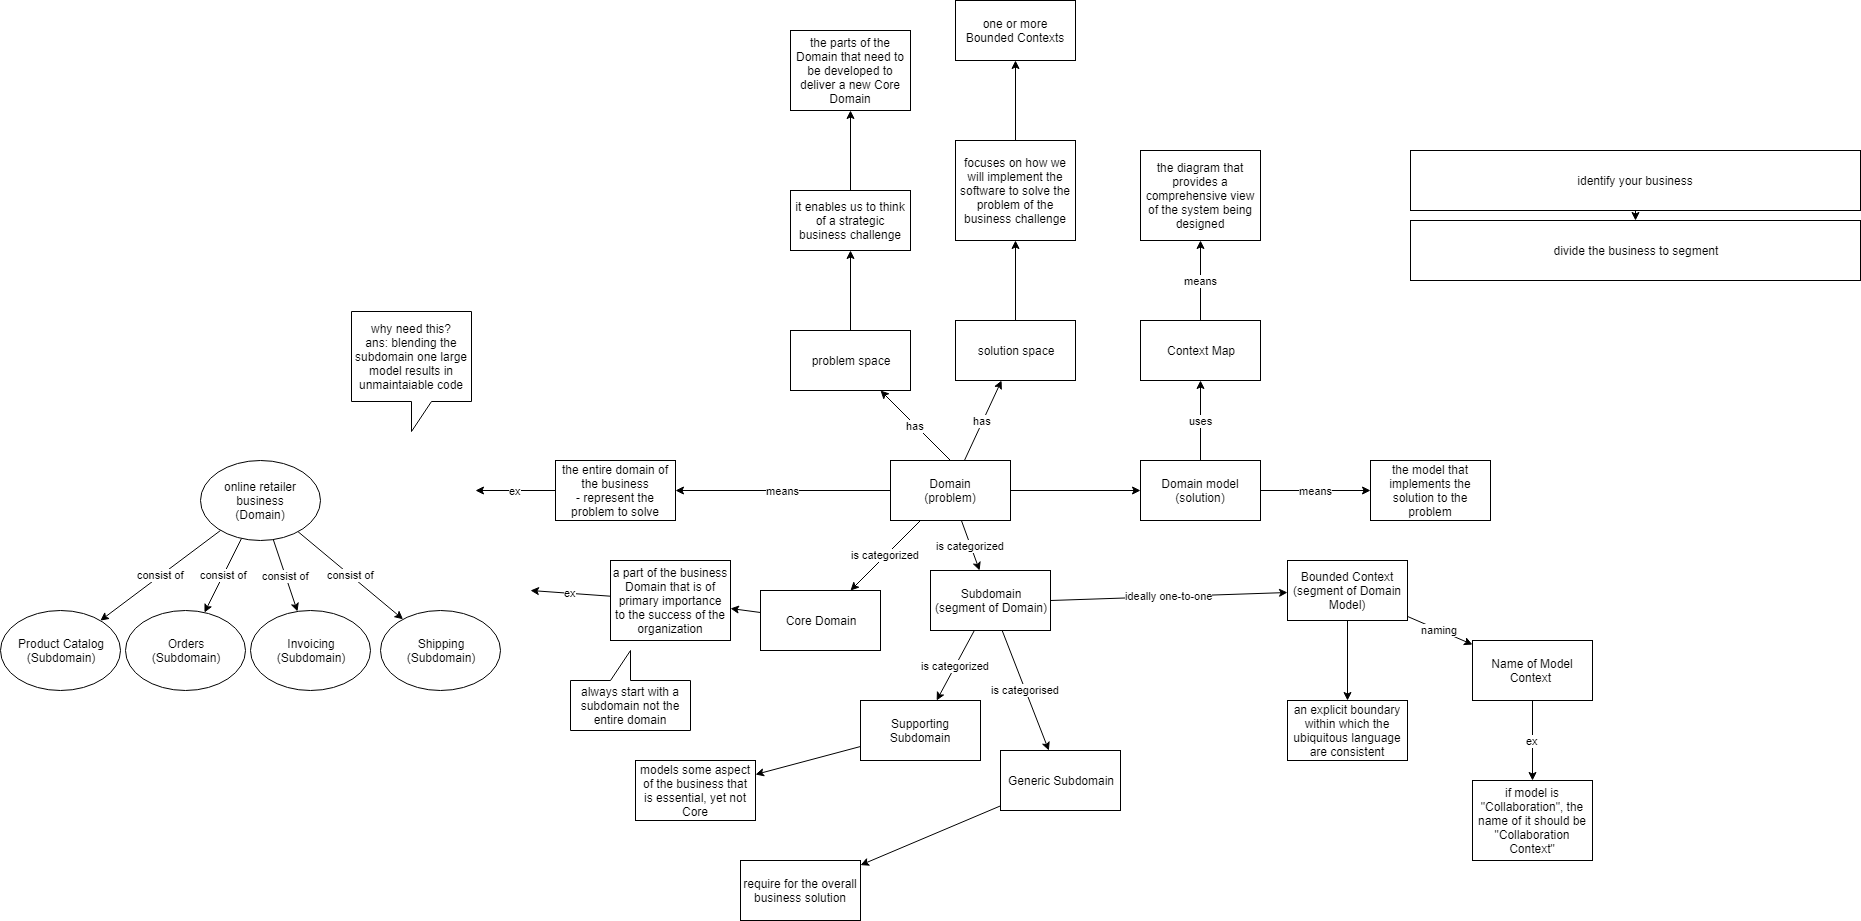 one or more
Bounded Contexts
the parts of the
Domain that need to
be developed to
deliver a new Core
Domain
focuses on how we
will implement the
software to solve the
problem of the
business challenge
the diagram that
provides a
comprehensive view
of the system being
designed
identify your business
divide the business to segment
it enables us to think
of a strategic
business challenge
means
why need this?
ans: blending the
subdomain one large
model results in
unmaintaiable code
problem space
solution space
Context Map
has
has
uses
online retailer
business
(Domain)
ex
the entire domain of
the business
- represent the
problem to solve
means
Domain
(problem)
Domain model
(solution)
means
the model that
implements the
solution to the
problem
consist of
consist of
consist of
consist of
is categorized
is categorized
Product Catalog
(Subdomain)
Orders
(Subdomain)
Invoicing
(Subdomain)
Shipping
(Subdomain)
ex
a part of the business
Domain that is of
primary importance
to the success of the
organization
Core Domain
Subdomain
(segment of Domain)
ideally one-to-one
Bounded Context
(segment of Domain
Model)
naming
Name of Model
Context
always start with a
subdomain not the
entire domain
is categorized
is categorised
Supporting
Subdomain
an explicit boundary
within which the
ubiquitous language
are consistent
ex
models some aspect
of the business that
is essential, yet not
Core
Generic Subdomain
if model is
"Collaboration", the
name of it should be
"Collaboration
Context"
require for the overall
business solution